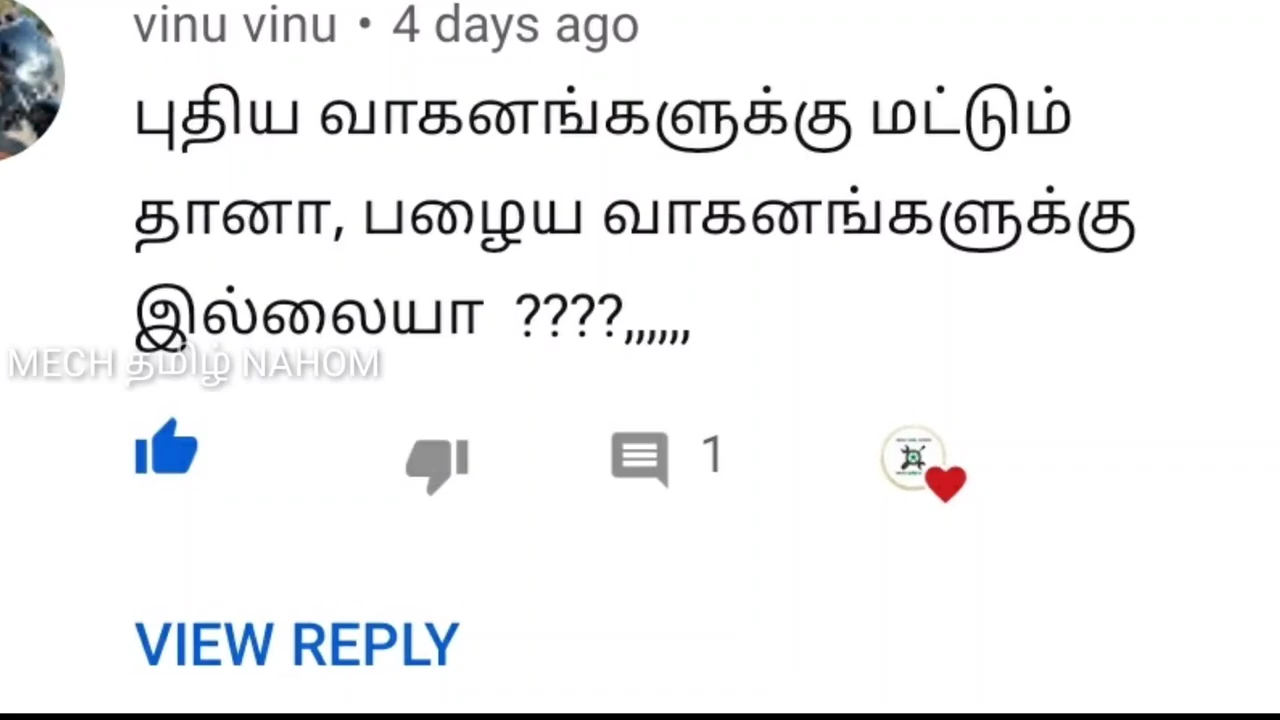 vinu vinu • 4 days ago
புதிய வாகனங்களுக்கு மட்டும்
தானா, பழைய வாகனங்களுக்கு
இல்லையா ????,,,,,,
MECH தமிழ் NAHOM
1
VIEW REPLY